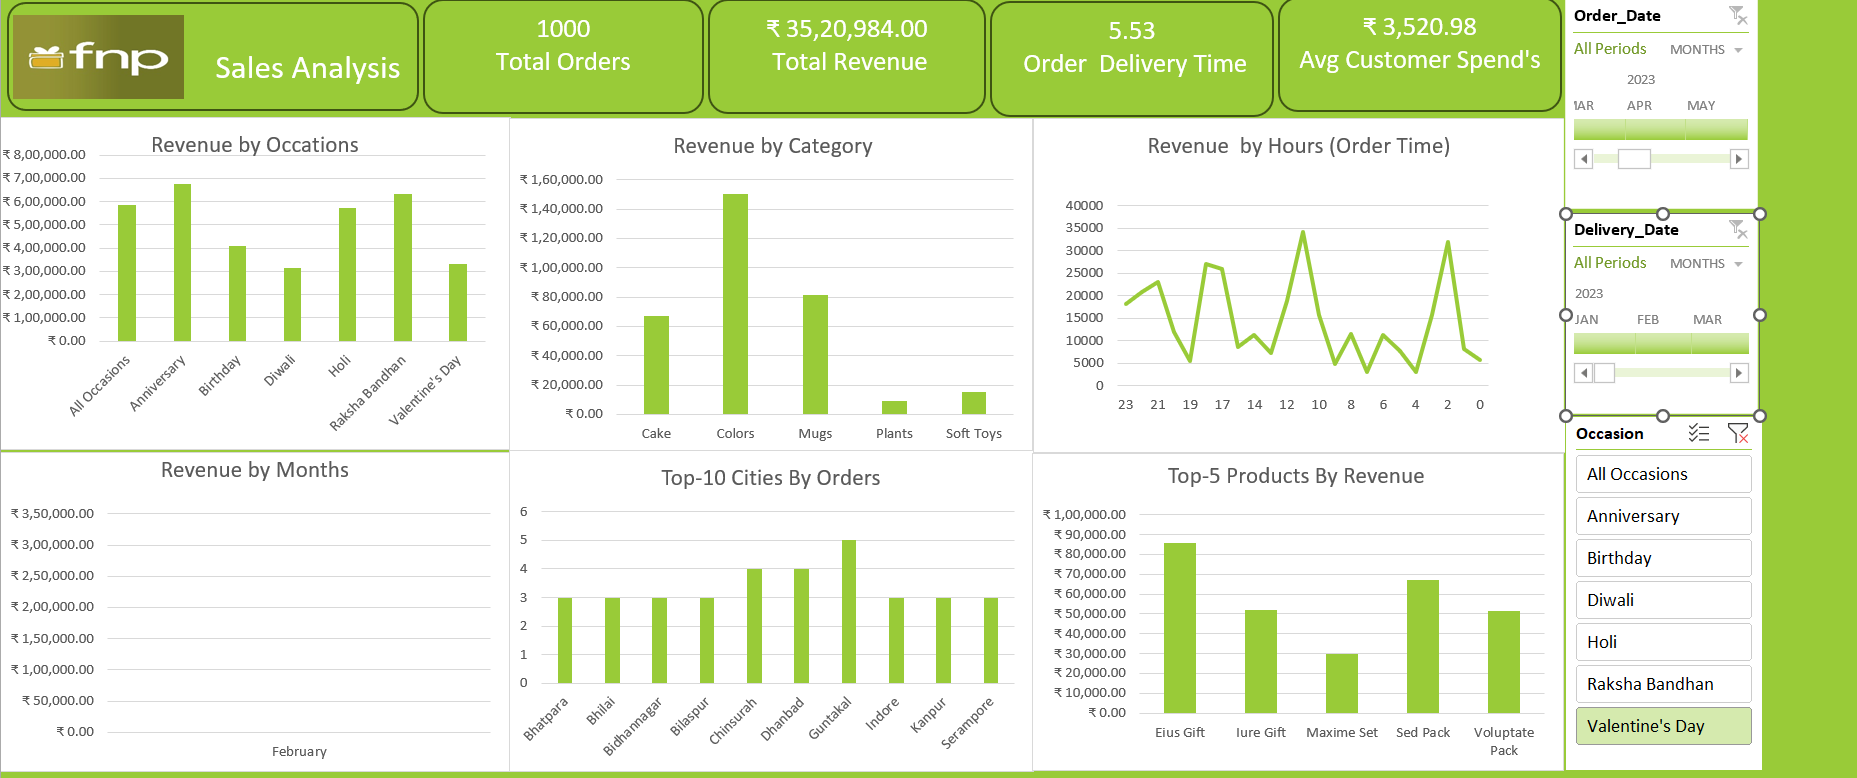 fnp
Sales Analysis
1000
Total Orders
₹ 35,20,984.00
Total Revenue
5.53
Order Delivery Time
₹ 3,520.98
Avg Customer Spend's
Order_Date
All Periods MONTHS
2023
APR MAY
Revenue by Occations
₹ 8,00,000.00
₹ 7,00,000.00
₹ 6,00,000.00
₹ 5,00,000.00
₹ 4,00,000.00
₹ 3,00,000.00
₹ 2,00,000.00
₹ 1,00,000.00
₹ 0.00
All Occasions
Anniversary
Birthday
Diwali
Holi
Raksha Bandhan
Valentine's Day
Revenue by Category
₹ 1,60,000.00
₹ 1,40,000.00
₹ 1,20,000.00
₹ 1,00,000.00
₹ 80,000.00
₹ 60,000.00
₹ 40,000.00
₹ 20,000.00
₹ 0.00
Cake Colors Mugs Plants Soft Toys
Revenue by Hours (Order Time)
40000
35000
30000
25000
20000
15000
10000
5000
0
23 21 19 17 14 12 10 8 6 4 2 0
Delivery_Date
All Periods MONTHS
2023
JAN FEB MAR
Revenue by Months
₹ 3,50,000.00
₹ 3,00,000.00
₹ 2,50,000.00
₹ 2,00,000.00
₹ 1,50,000.00
₹ 1,00,000.00
₹ 50,000.00
₹ 0.00
February
Top-10 Cities By Orders
6
5
4
3
2
1
0
Bhatpara
Bhilai
Bidhannagar
Bilaspur
Chinsurah
Dhanbad
Guntakal
Indore
Kanpur
Serampore
Top-5 Products By Revenue
₹ 1,00,000.00
₹ 90,000.00
₹ 80,000.00
₹ 70,000.00
₹ 60,000.00
₹ 50,000.00
₹ 40,000.00
₹ 30,000.00
₹ 20,000.00
₹ 10,000.00
₹ 0.00
Eius Gift Iure Gift Maxime Set Sed Pack Voluptate
Pack
Occasion
All Occasions
Anniversary
Birthday
Diwali
Holi
Raksha Bandhan
Valentine's Day